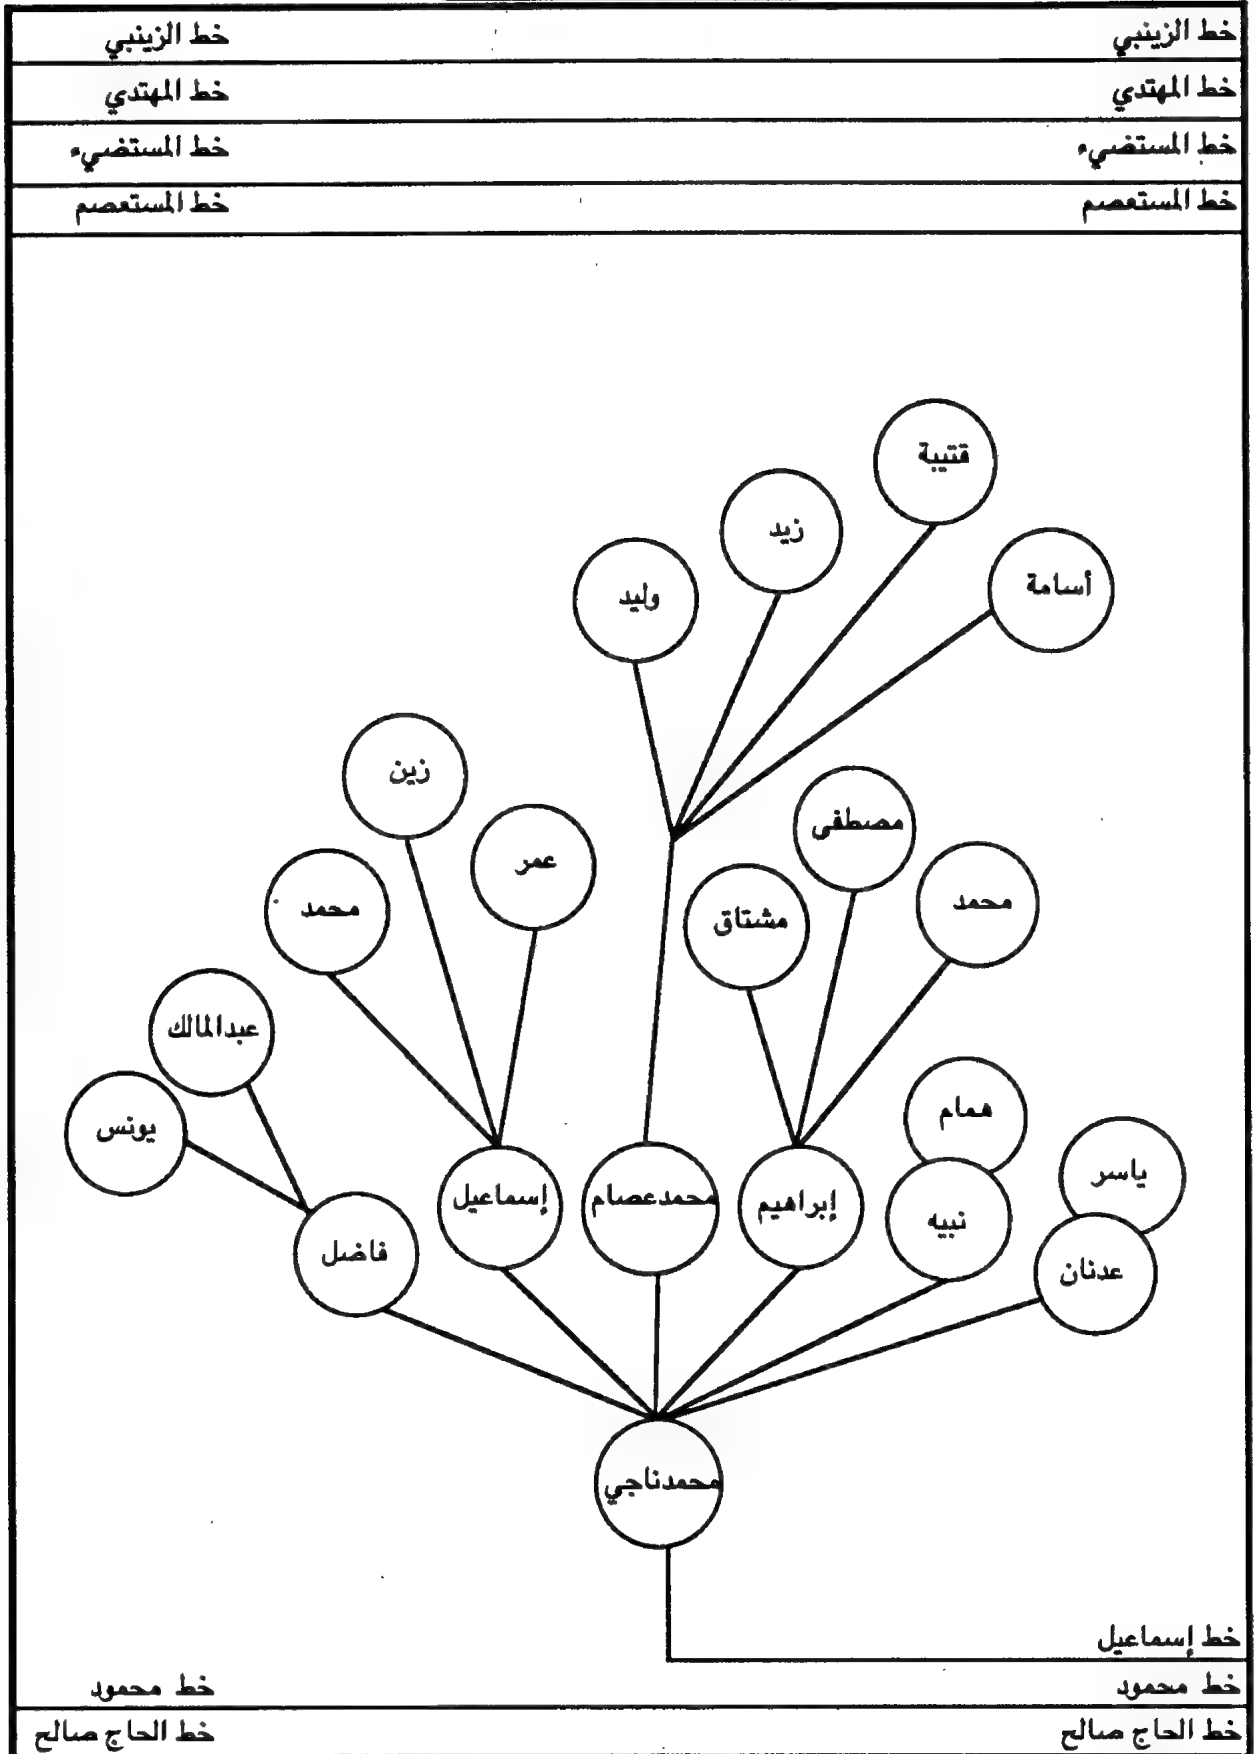 خط الزينبي خط الزينبي
خط المهتدي خط المهتدي
خط المستضيء خط المستضيء
خط المستعصم خط المستعصم
قتيبة
زيد
أسامة
وليد
زين
مصطفى
عمر
محمد
محمد
مشتاق
عبدالمالك
همام
يونس
ياسر
إسماعيل
محمدعصام
إبراهيم
نبيه
فاضل
عدنان
محمدناجي
خط إسماعيل
خط محمود خط محمود
خط الحاج صالح خط الحاج صالح